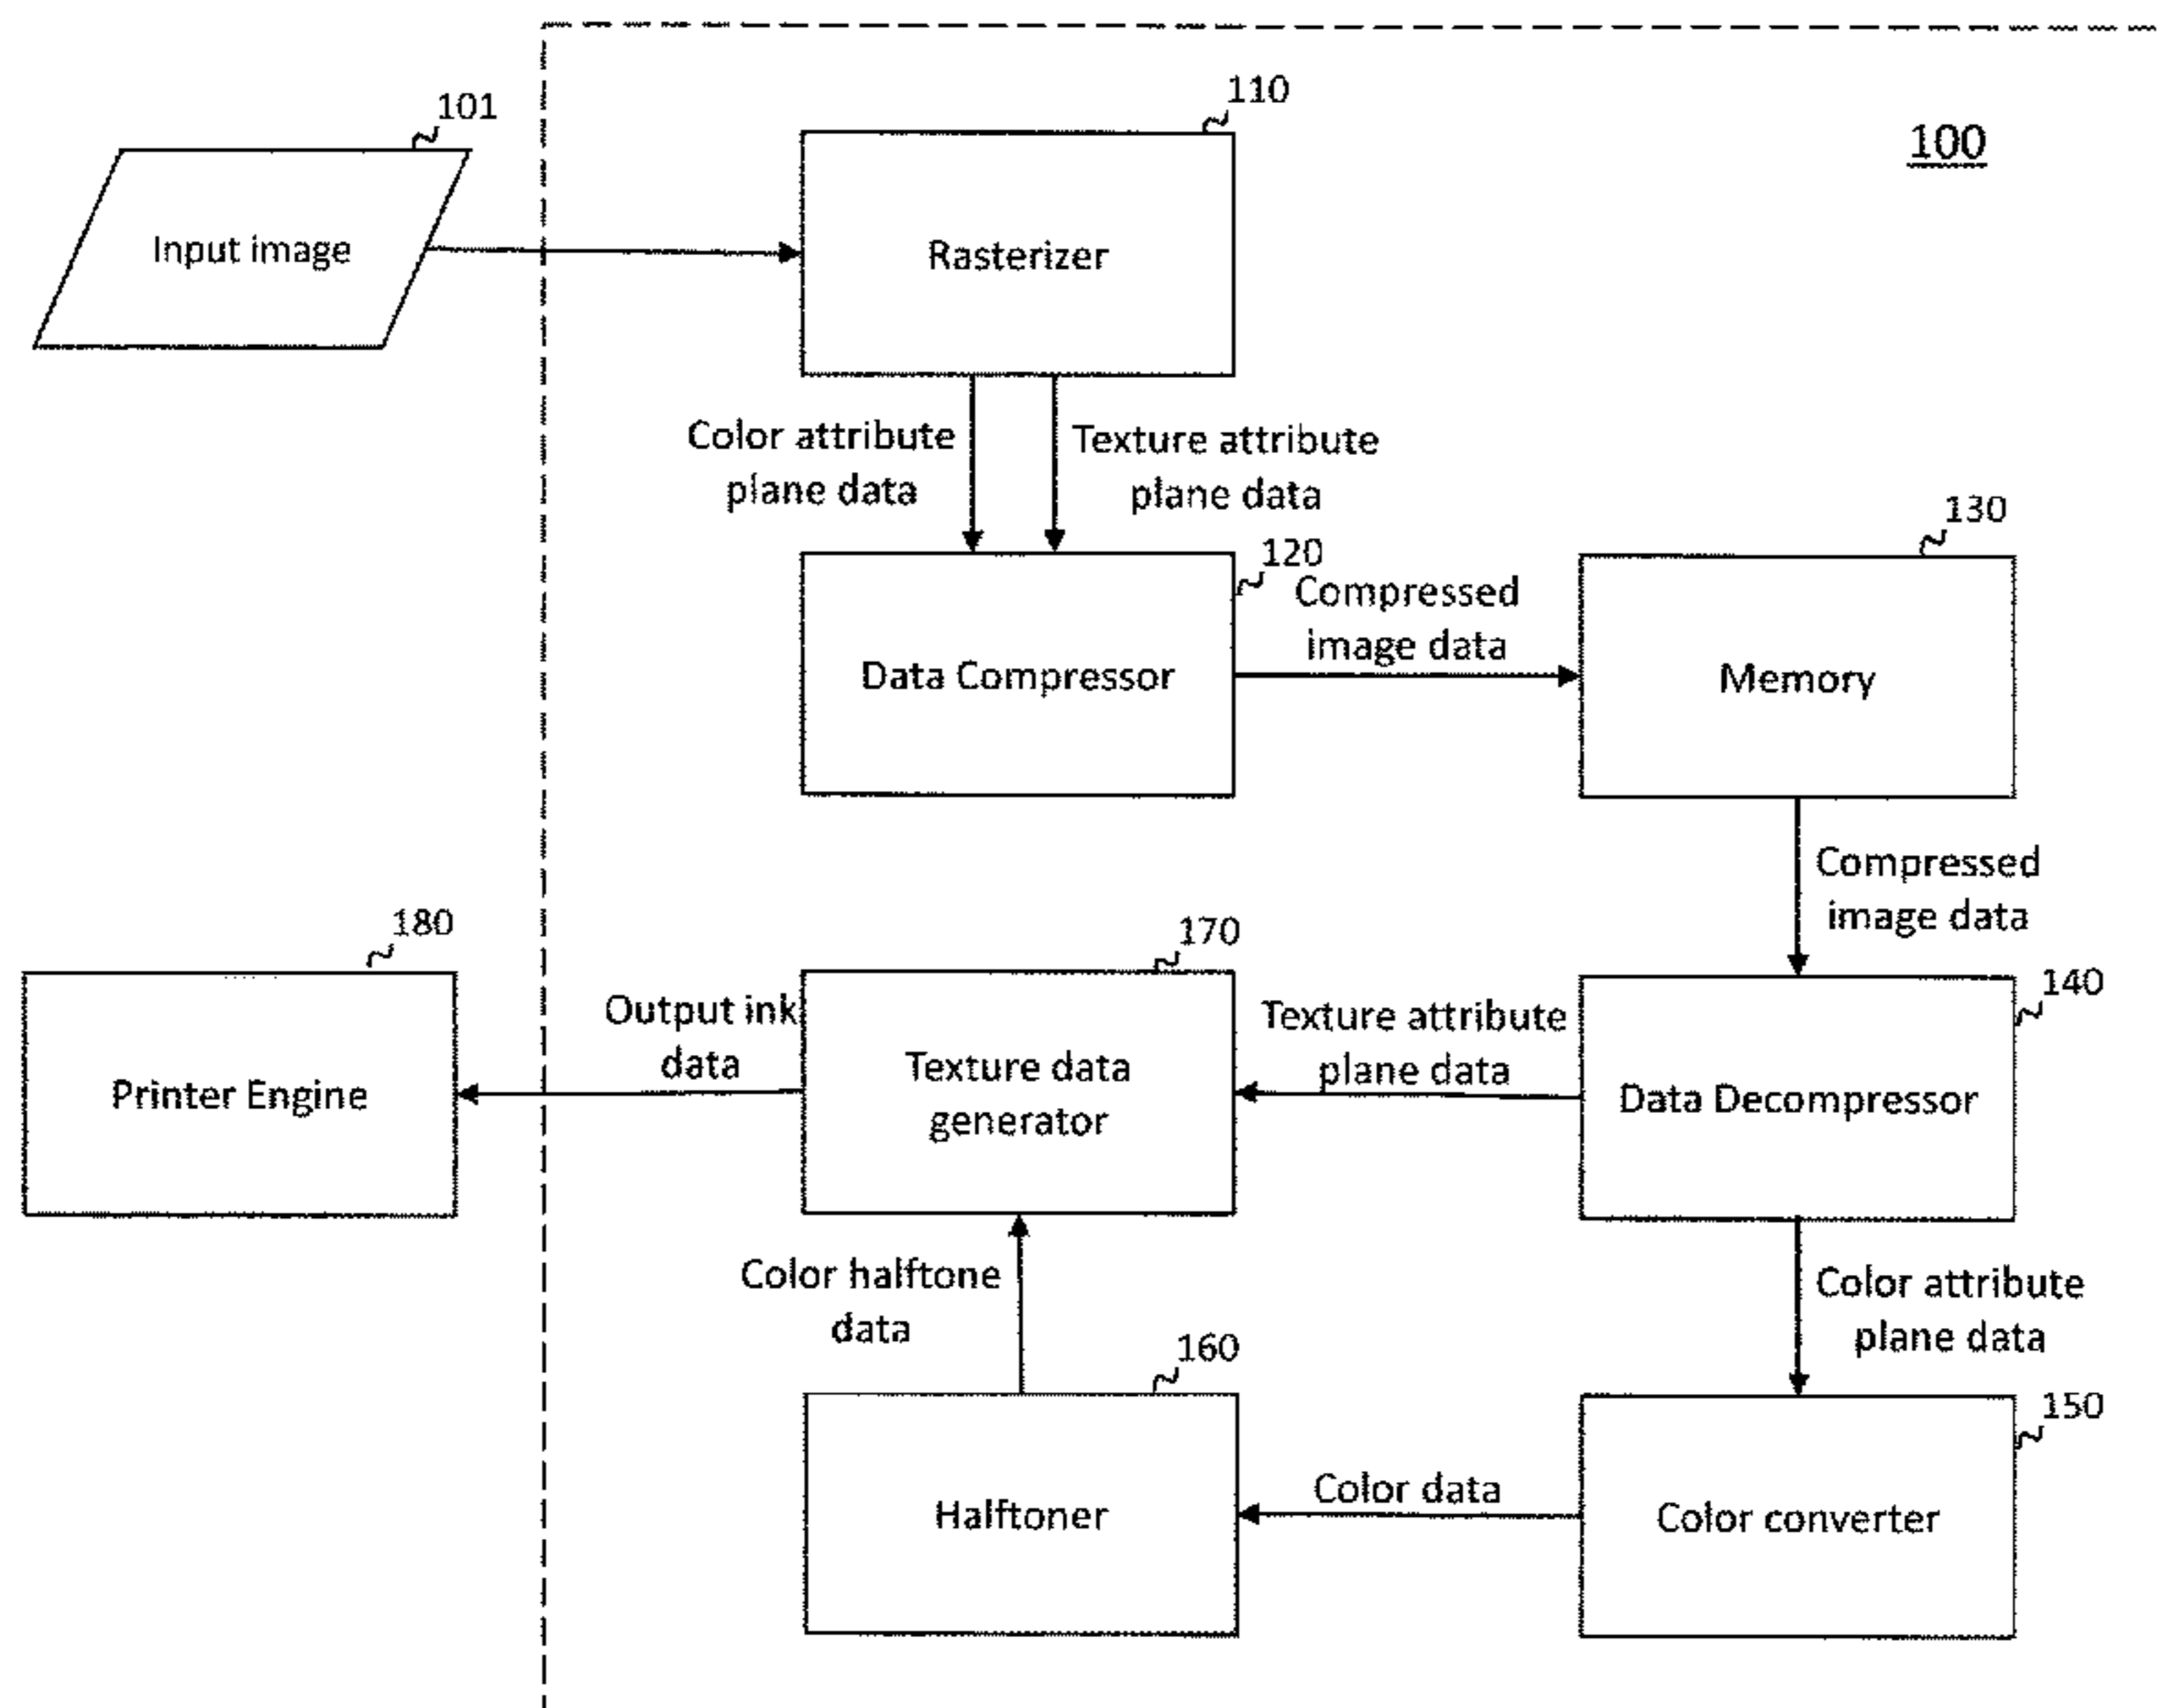 101
110
100
Input image
Rasterizer
Color attribute
plane data
Texture attribute
plane data
120
130
Compressed
image data
Data Compressor
Memory
Compressed
image data
180
170
140
Output ink
data
Texture attribute
plane data
Printer Engine
Texture data
generator
Data Decompressor
Color halftone
data
Color attribute
plane data
160
150
Color data
Halftoner
Color converter